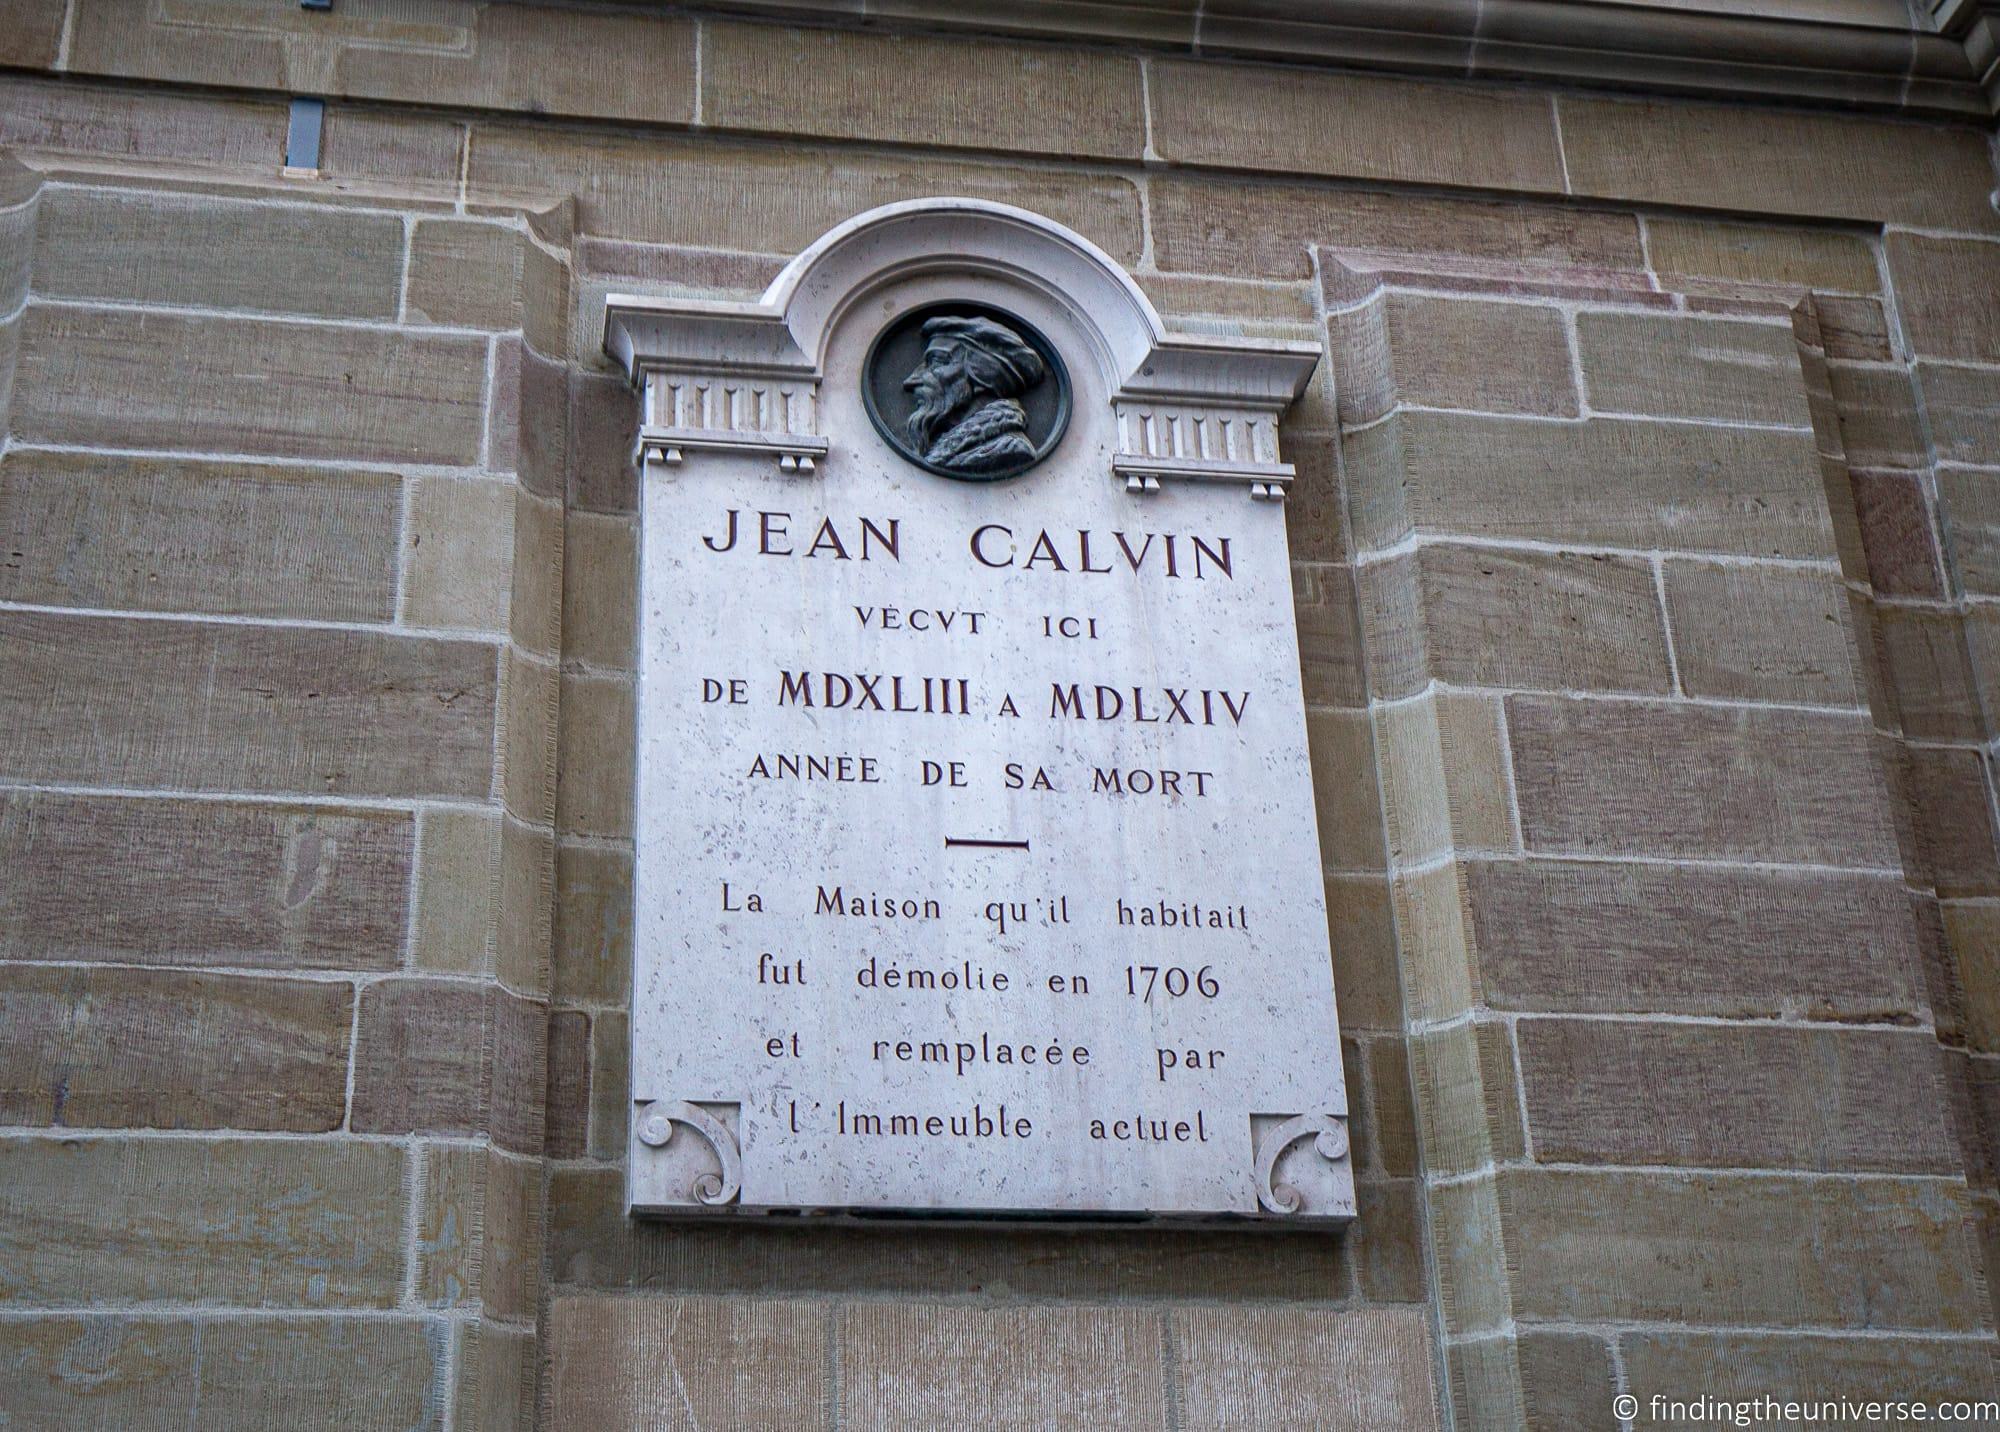 JEAN CALVIN
VÉCVT ICI
DE MDXLIII A MDLXIV
ANNÉE DE SA MORT
La Maison qu'il habitait
fut démolie en 1706
et remplacée par
l'Immeuble actuel
© findingtheuniverse.com